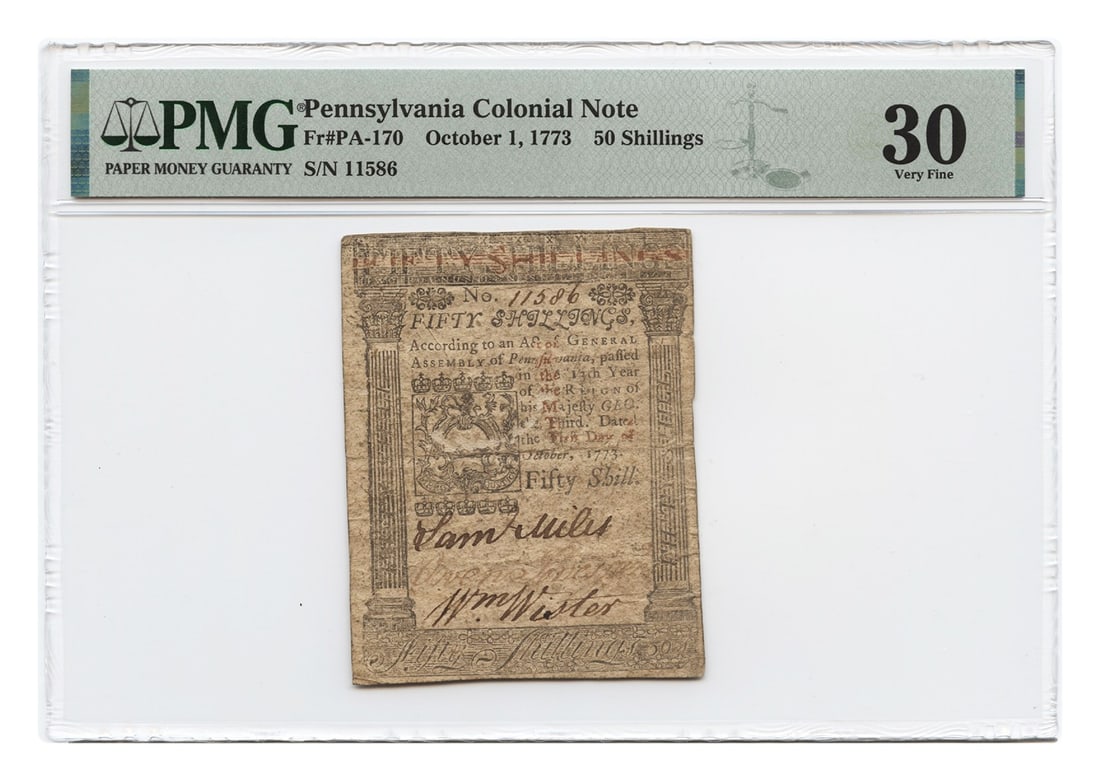 PMG® Pennsylvania Colonial Note
Fr#PA-170 October 1, 1773 50 Shillings
PAPER MONEY GUARANTY S/N 11586
30
Very Fine
FIFTY SHILLINGS
No. 11586
FIFTY SHILLINGS,
According to an Act of GENERAL
ASSEMBLY of Pennsylvania, passed
in the 13th Year
of the REIGN of
his Majesty GEO.
the Third. Dated
the First Day of
October, 1773.
Fifty Shill.
Sam Miles
Wm Wister
Fifty Shillings